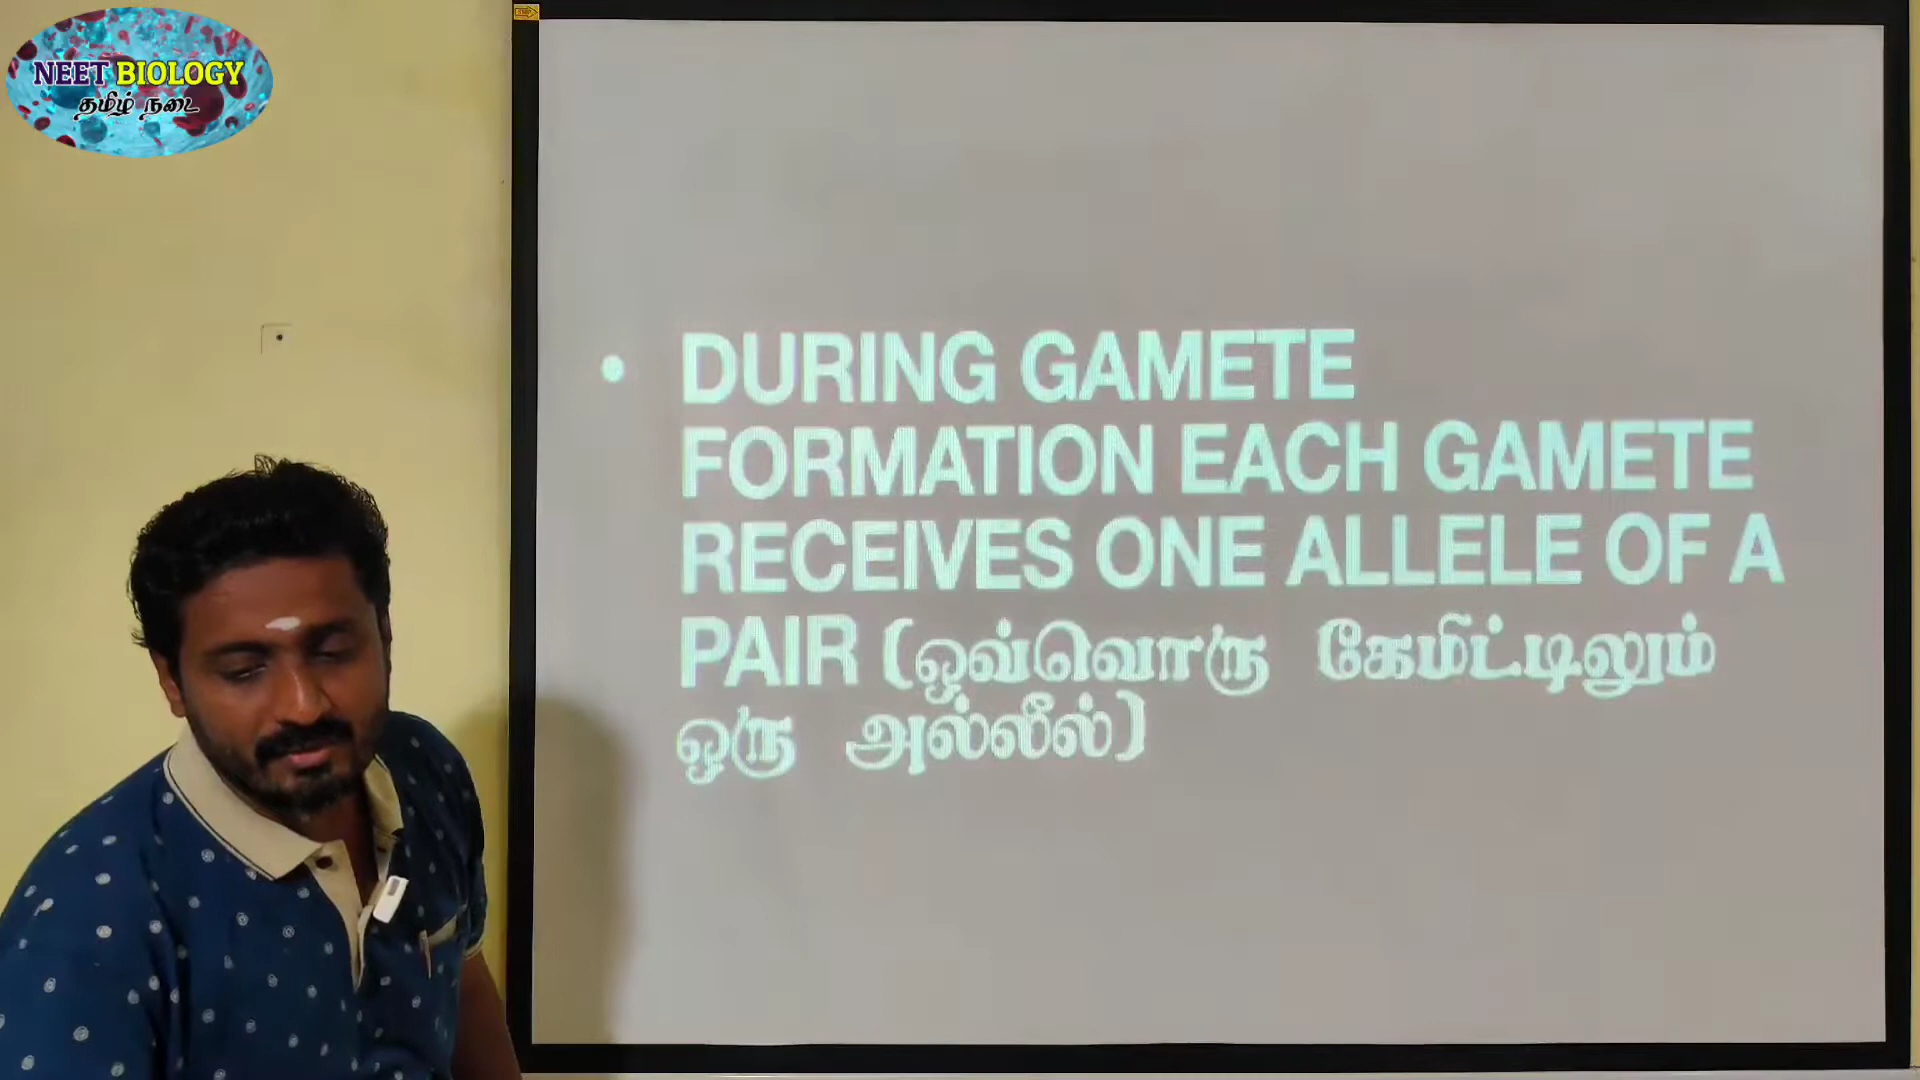 NEET BIOLOGY
தமிழ் நடை
• DURING GAMETE
FORMATION EACH GAMETE
RECEIVES ONE ALLELE OF A
PAIR (ஒவ்வொரு கேமிட்டிலும்
ஒரு அல்லீல்)